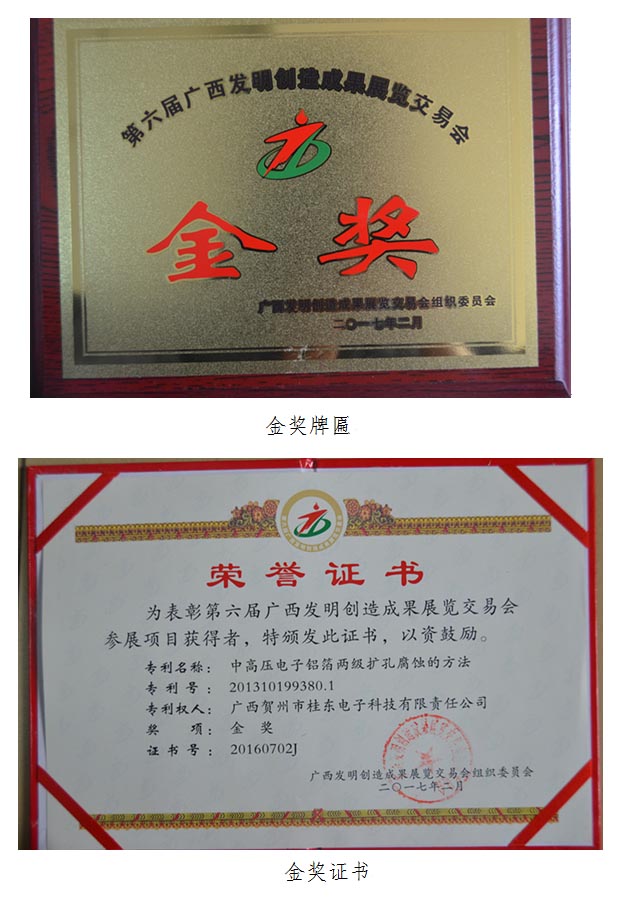 第六届广西发明创造成果展览交易会
金奖
广西发明创造成果展览交易会组织委员会
二〇一七年二月
金奖牌匾
荣誉证书
为表彰第六届广西发明创造成果展览交易会
参展项目获得者，特颁发此证书，以资鼓励。
专利名称：中高压电子铝箔两级扩孔腐蚀的方法
专利号：201310199380.1
专利权人：广西贺州市桂东电子科技有限责任公司
奖项：金奖
证书号：20160702J
广西发明创造成果展览交易会组织委员会
二〇一七年二月
金奖证书